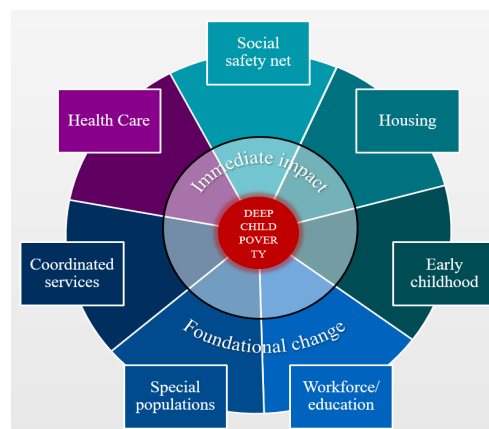 Social
safety net
Health Care
Housing
Immediate impact
DEEP
CHILD
POVER
TY
Coordinated
services
Early
childhood
Foundational change
Special
populations
Workforce/
education